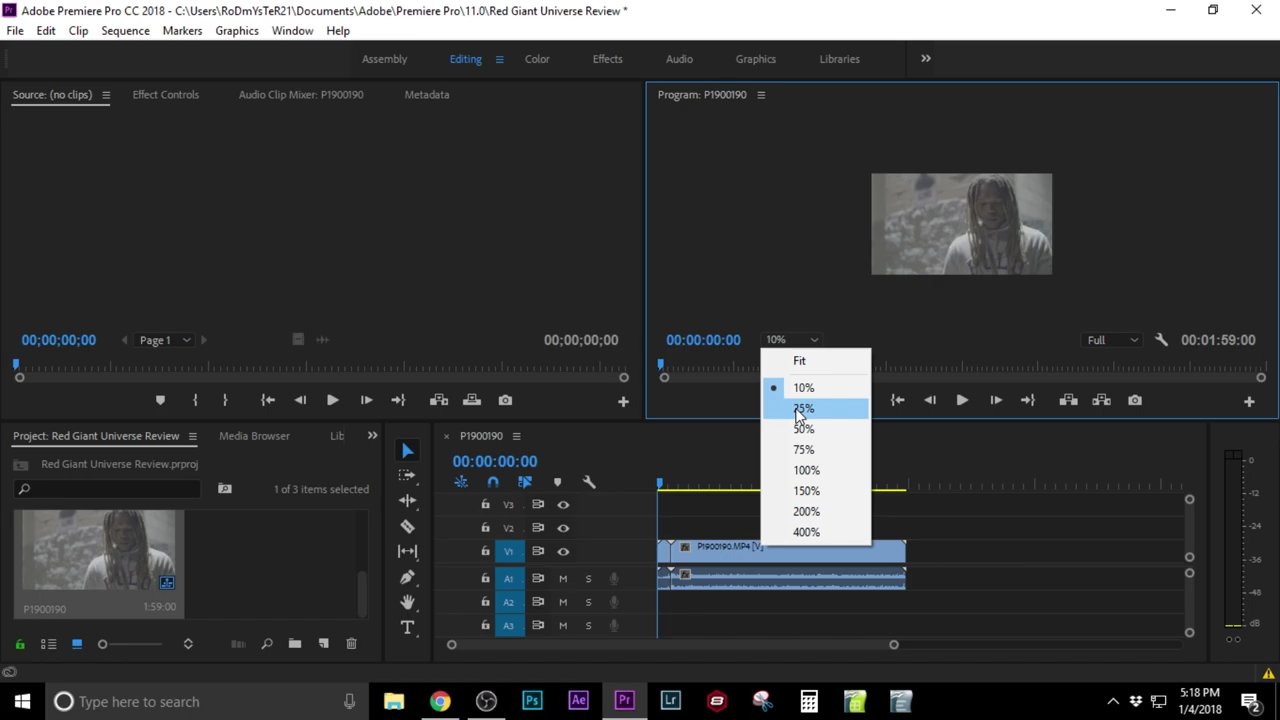 Adobe Premiere Pro CC 2018 - C:\Users\RoDmYsTeR21\Documents\Adobe\Premiere Pro\11.0\Red Giant Universe Review *
File Edit Clip Sequence Markers Graphics Window Help
Assembly Editing Color Effects Audio Graphics Libraries
Source: (no clips) Effect Controls Audio Clip Mixer: P1900190 Metadata
Program: P1900190
00;00;00;00 Page 1 00;00;00;00
00:00:00:00 10% Full 00:01:59:00
Fit
10%
25%
50%
75%
100%
150%
200%
400%
Project: Red Giant Universe Review Media Browser Lib
Red Giant Universe Review.prproj
1 of 3 items selected
P1900190 1:59:00
P1900190
00:00:00:00
V3
V2
V1 P1900190.MP4 [V]
A1 M S
A2 M S
A3 M S
0
-12
-24
-36
-48
dB
S S
Type here to search
Ps Ae Pr Lr
5:18 PM
1/4/2018
2